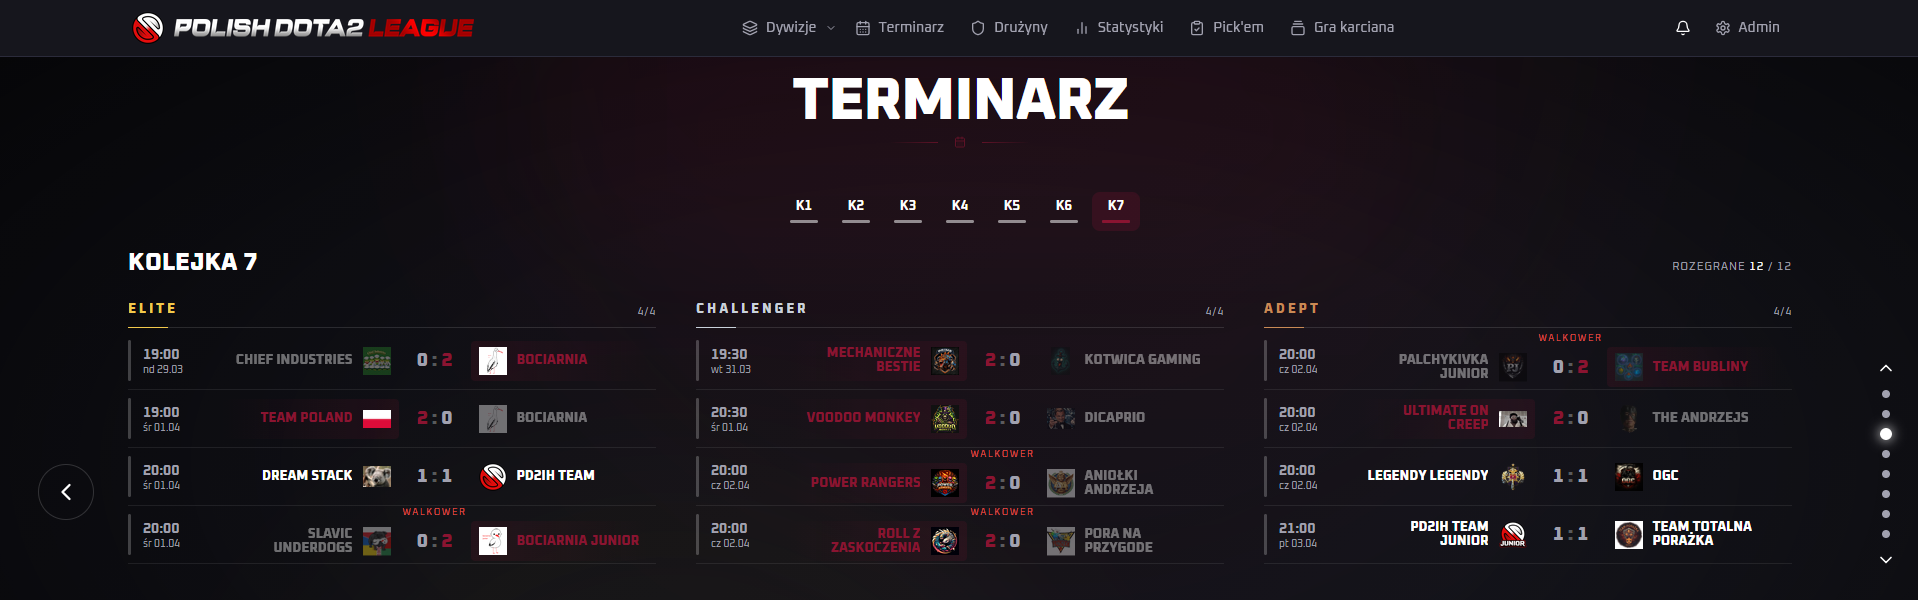 POLISH DOTA2 LEAGUE
Dywizje
Terminarz
Drużyny
Statystyki
Pick'em
Gra karciana
Admin
TERMINARZ
K1
K2
K3
K4
K5
K6
K7
KOLEJKA 7
ROZEGRANE 12 / 12
ELITE
4/4
19:00
nd 29.03
CHIEF INDUSTRIES
0 : 2
BOCIARNIA
19:00
śr 01.04
TEAM POLAND
2 : 0
BOCIARNIA
20:00
śr 01.04
DREAM STACK
1 : 1
PD2IH TEAM
WALKOWER
20:00
śr 01.04
SLAVIC
UNDERDOGS
0 : 2
BOCIARNIA JUNIOR
CHALLENGER
4/4
19:30
wt 31.03
MECHANICZNE
BESTIE
2 : 0
KOTWICA GAMING
20:30
śr 01.04
VOODOO MONKEY
2 : 0
DICAPRIO
WALKOWER
20:00
cz 02.04
POWER RANGERS
2 : 0
ANIOŁKI
ANDRZEJA
WALKOWER
20:00
cz 02.04
ROLL Z
ZASKOCZENIA
2 : 0
PORA NA
PRZYGODE
ADEPT
4/4
WALKOWER
20:00
cz 02.04
PALCHYKIVKA
JUNIOR
0 : 2
TEAM BUBLINY
20:00
cz 02.04
ULTIMATE ON
CREEP
2 : 0
THE ANDRZEJS
20:00
cz 02.04
LEGENDY LEGENDY
1 : 1
OGC
OGC
21:00
pt 03.04
PD2IH TEAM
JUNIOR
JUNIOR
1 : 1
TEAM TOTALNA
PORAŻKA